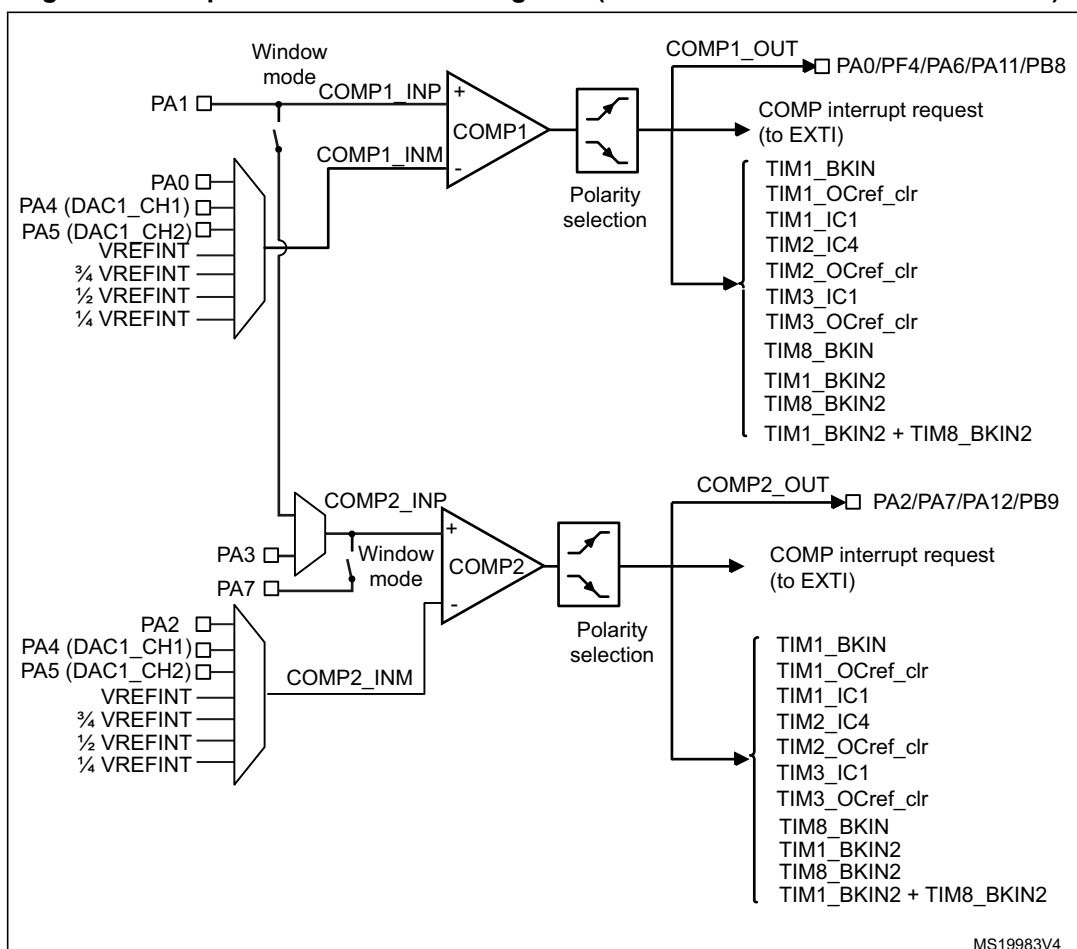 Window
mode
COMP1_OUT
PA0/PF4/PA6/PA11/PB8
PA1
COMP1_INP
+
COMP1
COMP interrupt request
(to EXTI)
COMP1_INM
-
PA0
PA4 (DAC1_CH1)
PA5 (DAC1_CH2)
VREFINT
¾ VREFINT
½ VREFINT
¼ VREFINT
Polarity
selection
TIM1_BKIN
TIM1_OCref_clr
TIM1_IC1
TIM2_IC4
TIM2_OCref_clr
TIM3_IC1
TIM3_OCref_clr
TIM8_BKIN
TIM1_BKIN2
TIM8_BKIN2
TIM1_BKIN2 + TIM8_BKIN2
COMP2_OUT
PA2/PA7/PA12/PB9
COMP2_INP
+
PA3
Window
mode
COMP2
PA7
-
COMP interrupt request
(to EXTI)
PA2
PA4 (DAC1_CH1)
PA5 (DAC1_CH2)
VREFINT
¾ VREFINT
½ VREFINT
¼ VREFINT
COMP2_INM
Polarity
selection
TIM1_BKIN
TIM1_OCref_clr
TIM1_IC1
TIM2_IC4
TIM2_OCref_clr
TIM3_IC1
TIM3_OCref_clr
TIM8_BKIN
TIM1_BKIN2
TIM8_BKIN2
TIM1_BKIN2 + TIM8_BKIN2
MS19983V4